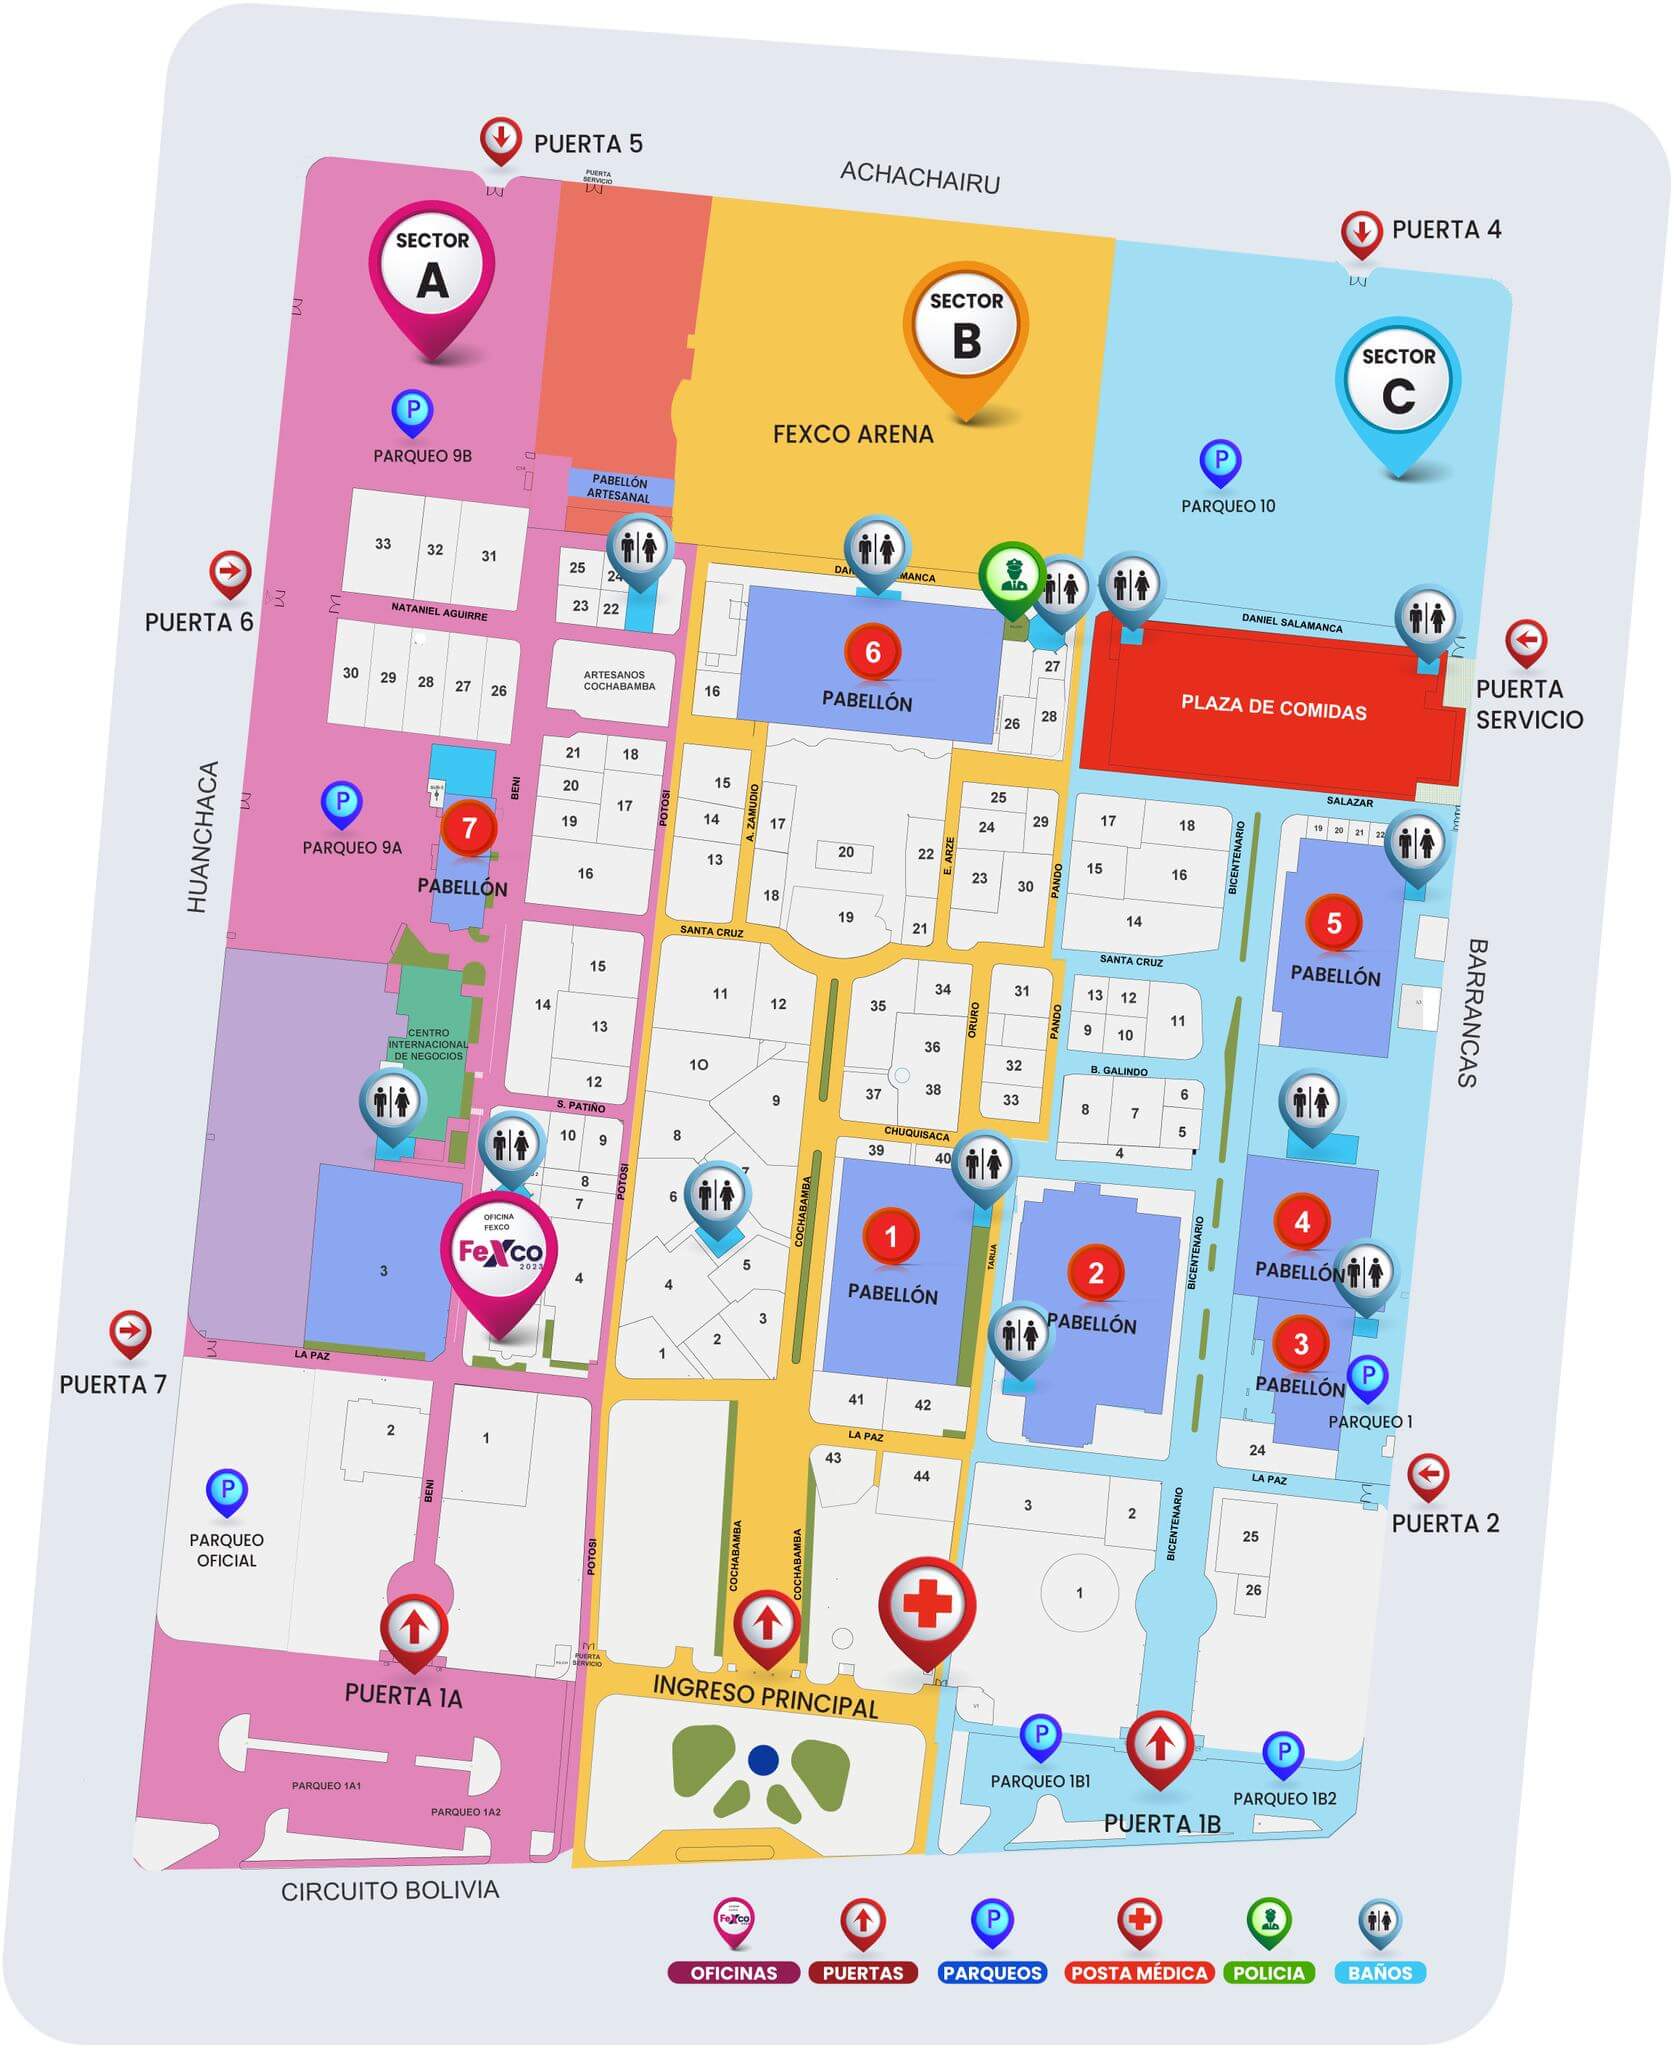 PUERTA 5
PUERTA
SERVICIO
ACHACHAIRU
PUERTA 4
SECTOR
A
SECTOR
B
SECTOR
C
P
PARQUEO 9B
FEXCO ARENA
P
PARQUEO 10
PABELLÓN
ARTESANAL
33
32
31
25
24
23
22
NATANIEL AGUIRRE
PUERTA 6
DANIEL SALAMANCA
DANIEL SALAMANCA
30
29
28
27
26
ARTESANOS
COCHABAMBA
16
6
PABELLÓN
27
26
28
PLAZA DE COMIDAS
PUERTA
SERVICIO
HUANCHACA
P
PARQUEO 9A
7
PABELLÓN
BENI
21
18
20
17
19
16
POTOSI
15
14
13
A. ZAMUDIO
17
18
20
19
22
21
E. ARZE
25
24
29
23
30
PANDO
17
18
15
16
14
BICENTENARIO
SALAZAR
19
20
21
22
5
PABELLÓN
BARRANCAS
SANTA CRUZ
SANTA CRUZ
CENTRO
INTERNACIONAL
DE NEGOCIOS
15
14
13
12
S. PATIÑO
11
12
10
9
8
7
6
5
4
3
2
1
35
34
36
37
38
ORURO
31
32
33
PANDO
13
12
9
10
11
B. GALINDO
8
7
6
5
4
CHUQUISACA
39
40
10
9
8
7
4
POTOSI
OFICINA
FEXCO
FeXco
2023
3
COCHABAMBA
1
PABELLÓN
TARIJA
2
PABELLÓN
BICENTENARIO
4
PABELLÓN
3
PABELLÓN
P
PARQUEO 1
PUERTA 7
LA PAZ
41
42
LA PAZ
24
LA PAZ
PUERTA 2
2
1
BENI
P
PARQUEO
OFICIAL
POTOSI
COCHABAMBA
COCHABAMBA
43
44
3
2
1
BICENTENARIO
25
26
PUERTA
SERVICIO
PUERTA 1A
INGRESO PRINCIPAL
PARQUEO 1A1
PARQUEO 1A2
P
PARQUEO 1B1
PUERTA 1B
P
PARQUEO 1B2
CIRCUITO BOLIVIA
FeXco
P
OFICINAS
PUERTAS
PARQUEOS
POSTA MÉDICA
POLICIA
BAÑOS